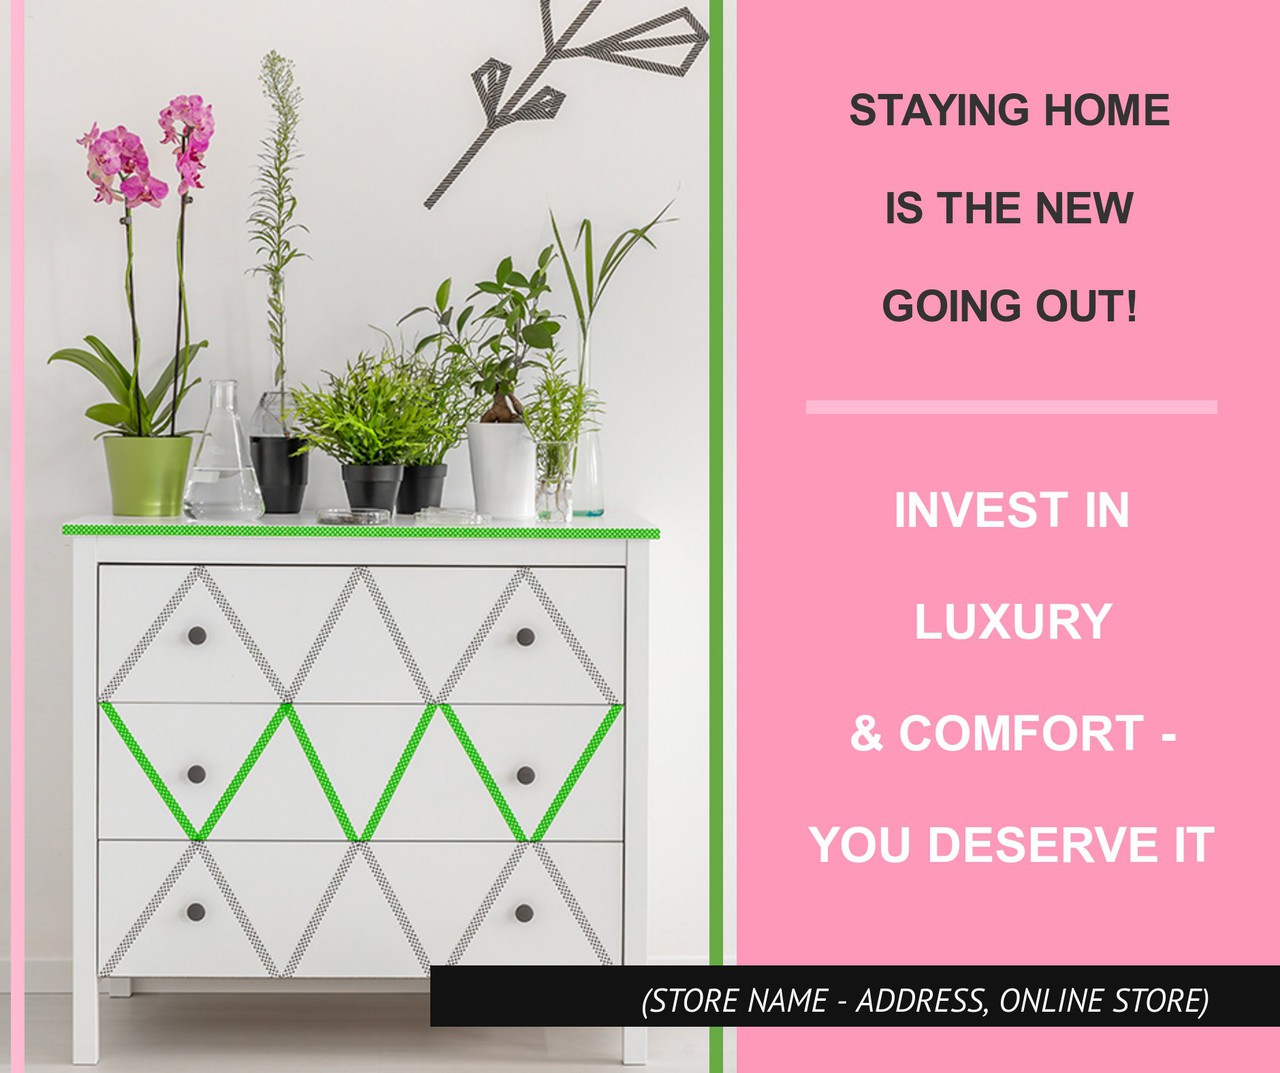 STAYING HOME
IS THE NEW
GOING OUT!
INVEST IN
LUXURY
& COMFORT -
YOU DESERVE IT
(STORE NAME - ADDRESS, ONLINE STORE)